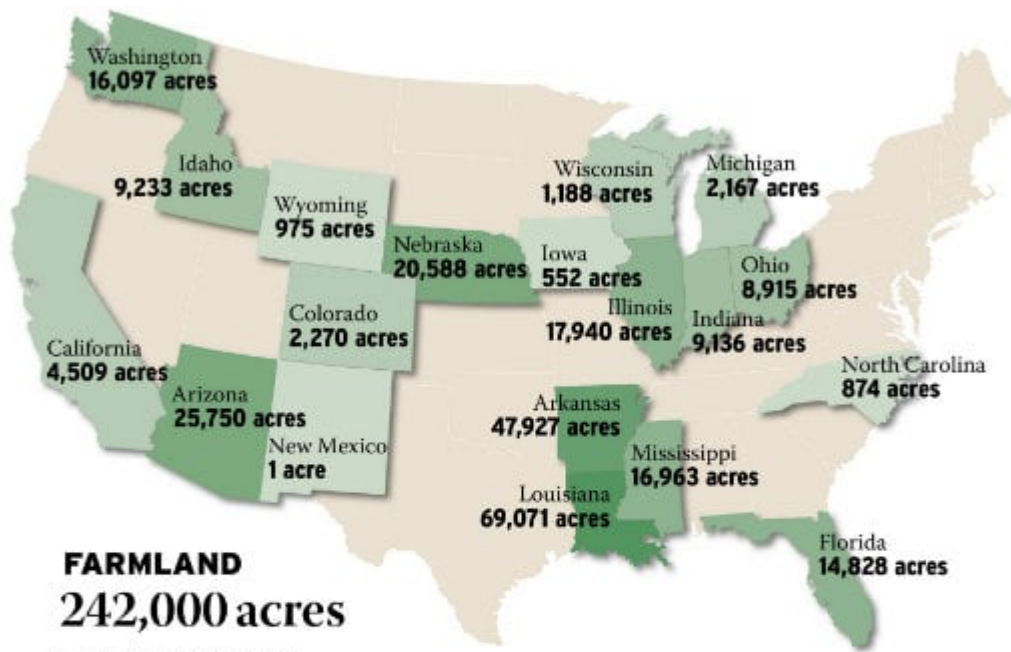 Washington
16,097 acres
Idaho
9,233 acres
Wyoming
975 acres
Nebraska
20,588 acres
Wisconsin
1,188 acres
Michigan
2,167 acres
Iowa
552 acres
Ohio
8,915 acres
Illinois
17,940 acres
Indiana
9,136 acres
Colorado
2,270 acres
California
4,509 acres
Arizona
25,750 acres
New Mexico
1 acre
North Carolina
874 acres
Arkansas
47,927 acres
Mississippi
16,963 acres
Louisiana
69,071 acres
Florida
14,828 acres
FARMLAND
242,000 acres